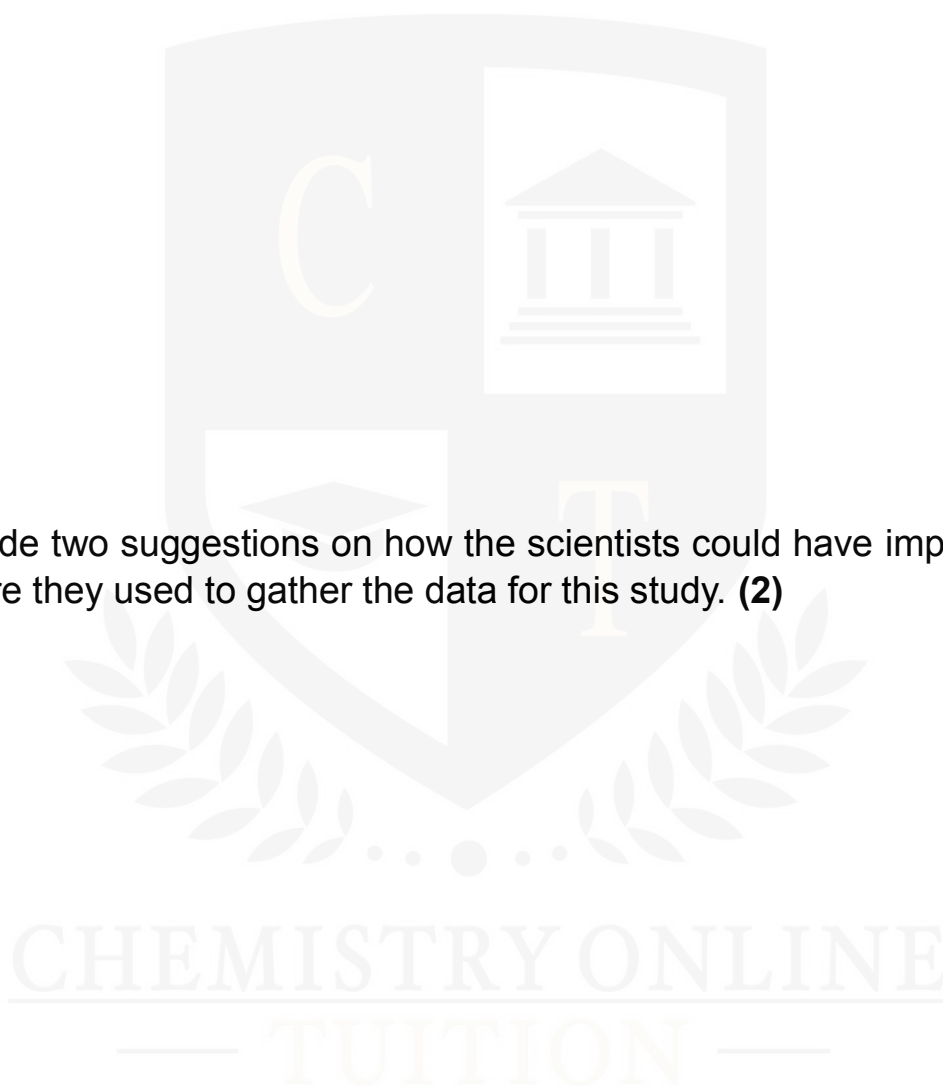 C
T
de two suggestions on how the scientists could have imp
re they used to gather the data for this study. (2)
CHEMISTRY ONLINE
TUITION